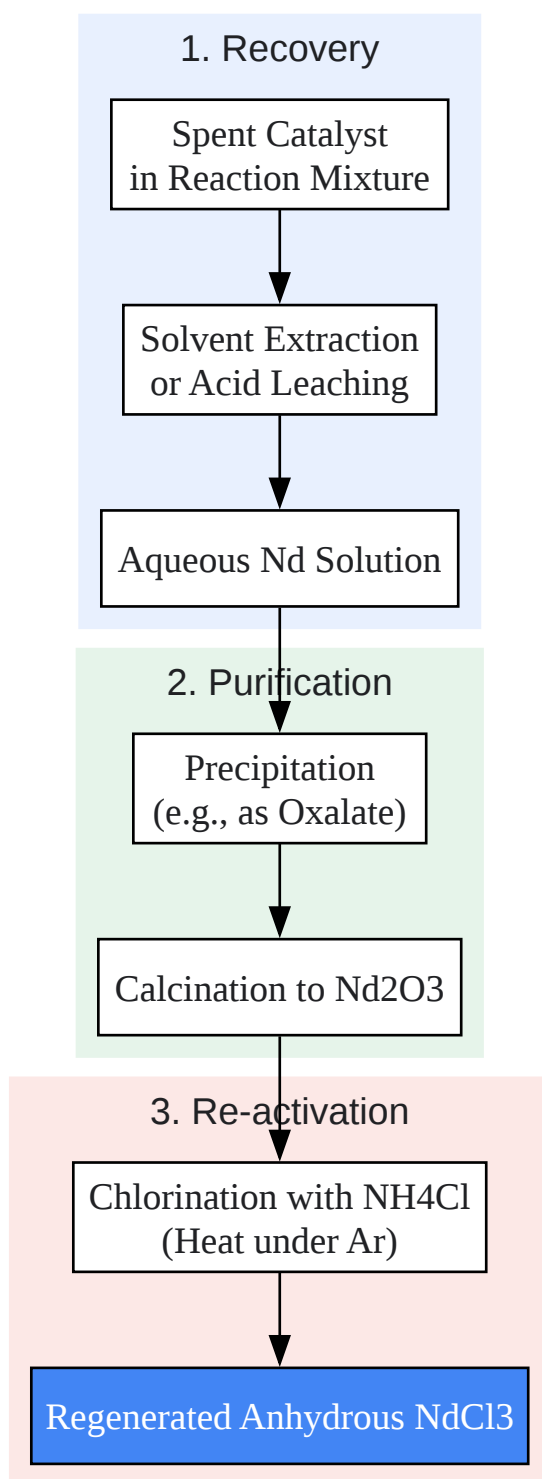 1. Recovery
Spent Catalyst
in Reaction Mixture
Solvent Extraction
or Acid Leaching
Aqueous Nd Solution
2. Purification
Precipitation
(e.g., as Oxalate)
Calcination to Nd2O3
3. Re-activation
Chlorination with NH4Cl
(Heat under Ar)
Regenerated Anhydrous NdCl3